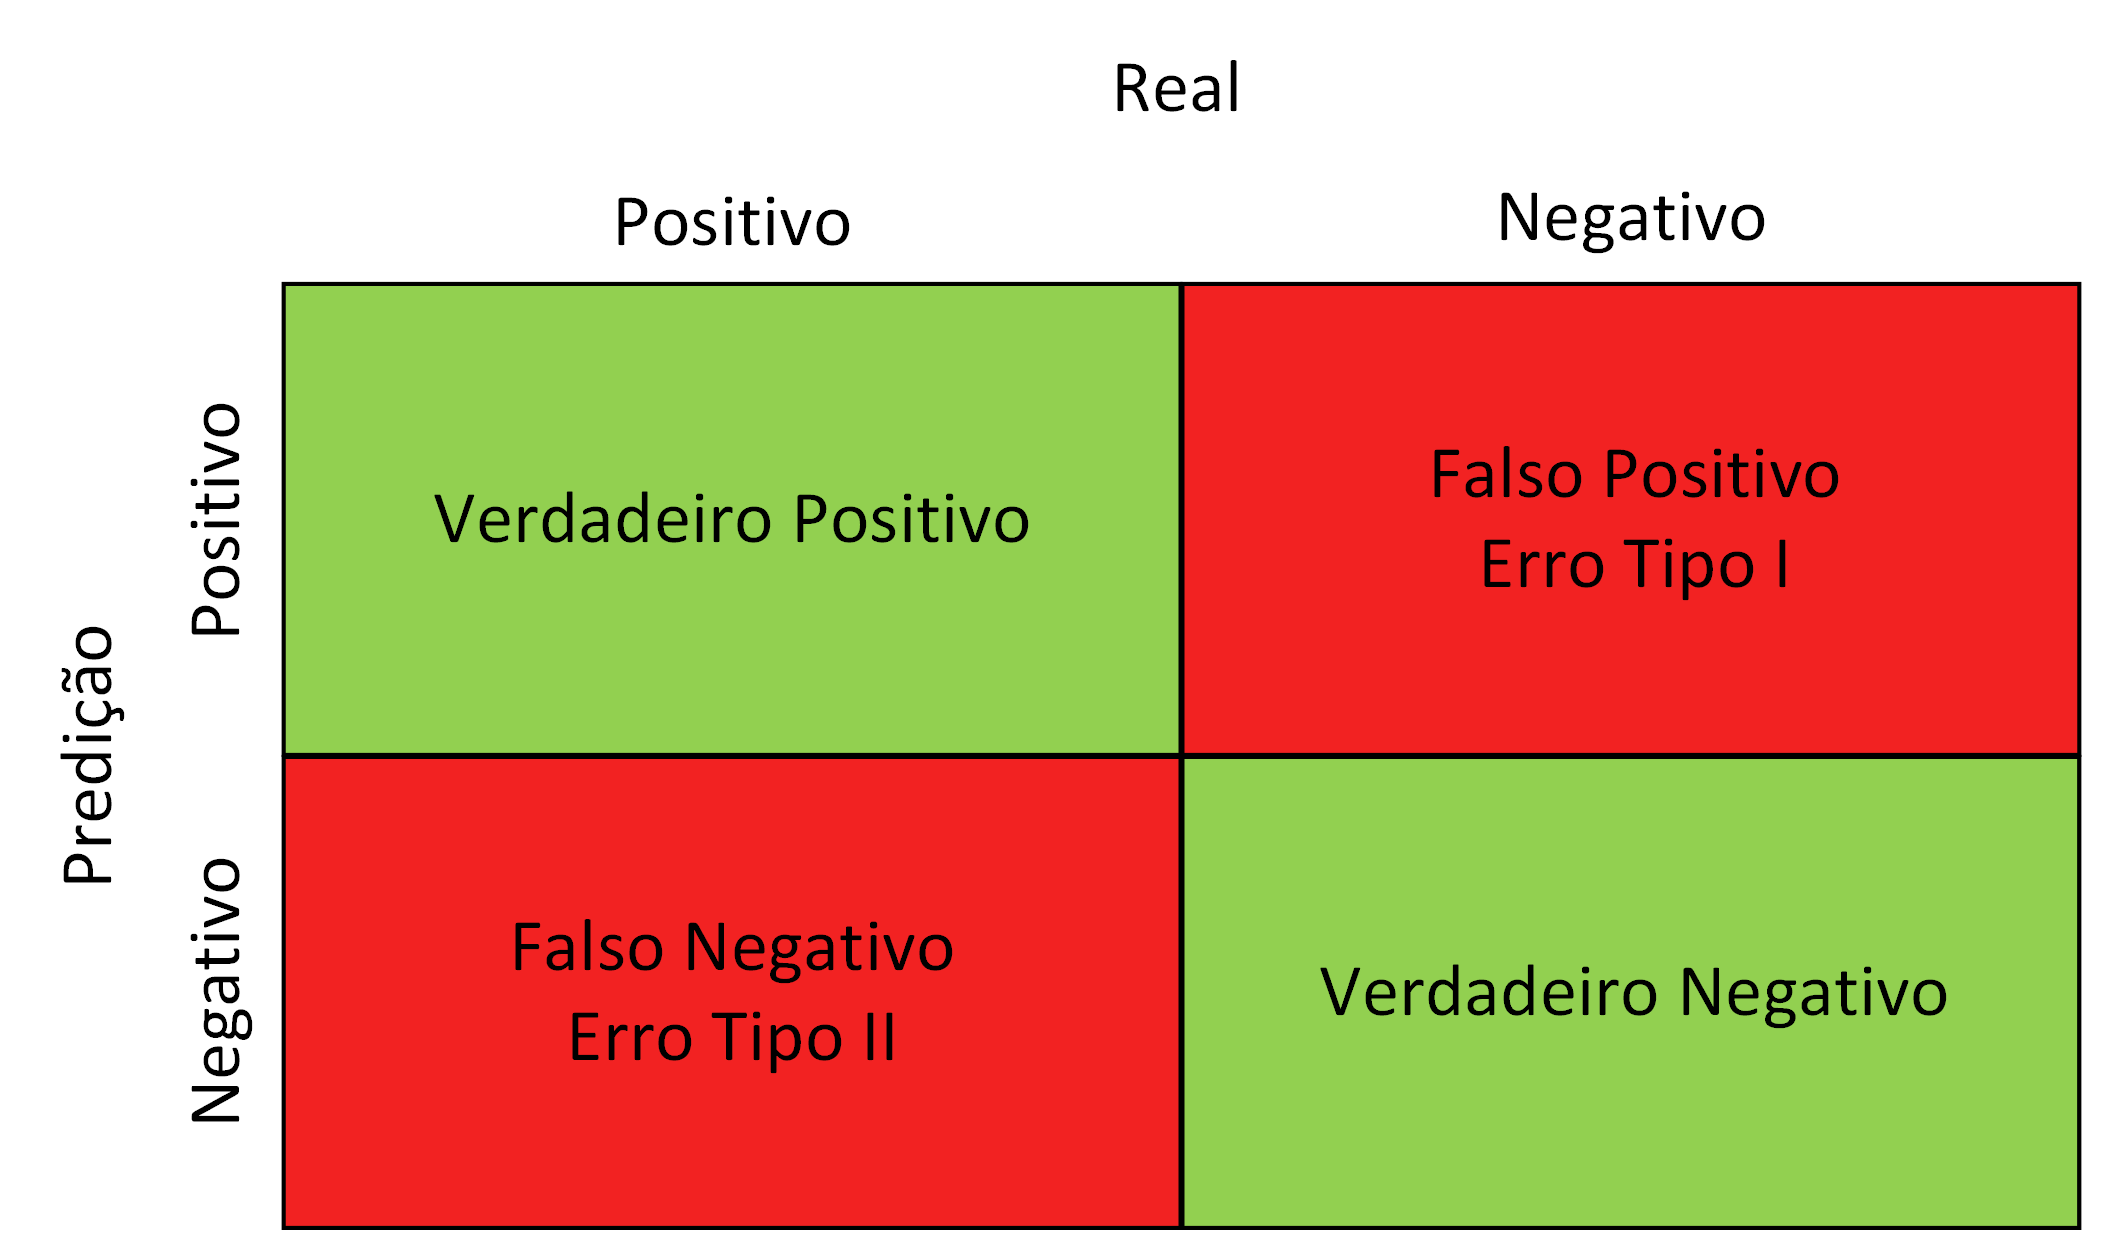 Real
Positivo
Negativo
Predição
Positivo
Verdadeiro Positivo
Falso Positivo
Erro Tipo I
Negativo
Falso Negativo
Erro Tipo II
Verdadeiro Negativo